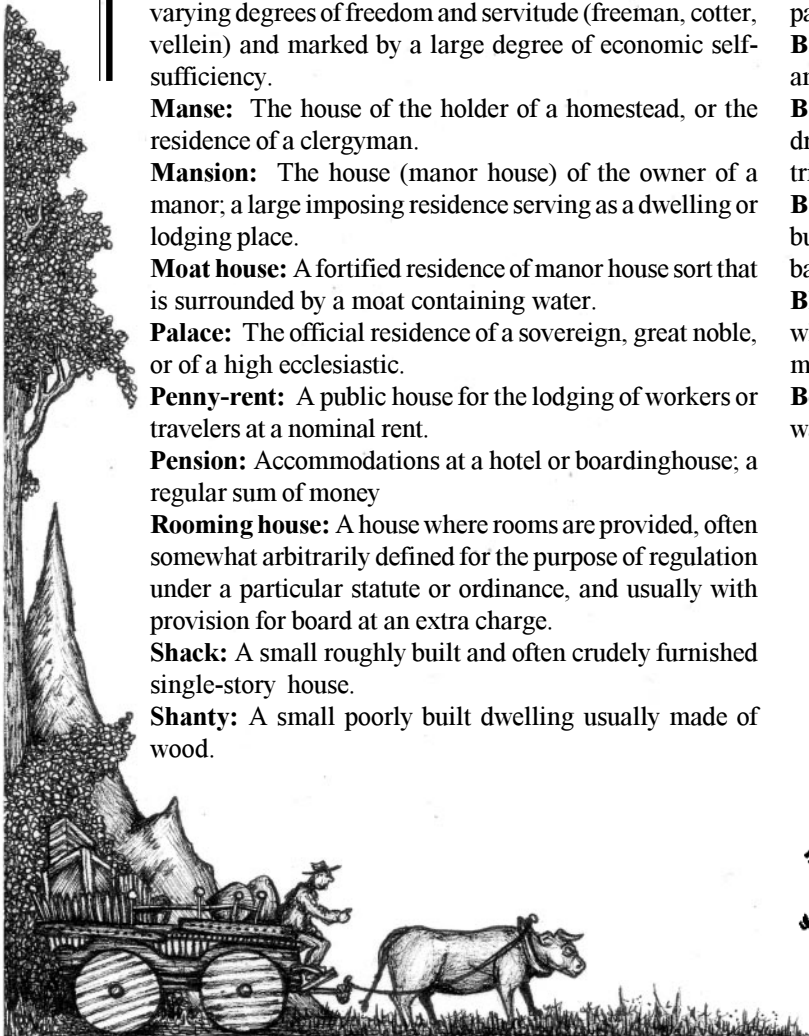 varying degrees of freedom and servitude (freeman, cotter,
vellein) and marked by a large degree of economic self-
sufficiency.
Manse: The house of the holder of a homestead, or the
residence of a clergyman.
Mansion: The house (manor house) of the owner of a
manor; a large imposing residence serving as a dwelling or
lodging place.
Moat house: A fortified residence of manor house sort that
is surrounded by a moat containing water.
Palace: The official residence of a sovereign, great noble,
or of a high ecclesiastic.
Penny-rent: A public house for the lodging of workers or
travelers at a nominal rent.
Pension: Accommodations at a hotel or boardinghouse; a
regular sum of money
Rooming house: A house where rooms are provided, often
somewhat arbitrarily defined for the purpose of regulation
under a particular statute or ordinance, and usually with
provision for board at an extra charge.
Shack: A small roughly built and often crudely furnished
single-story house.
Shanty: A small poorly built dwelling usually made of
wood.